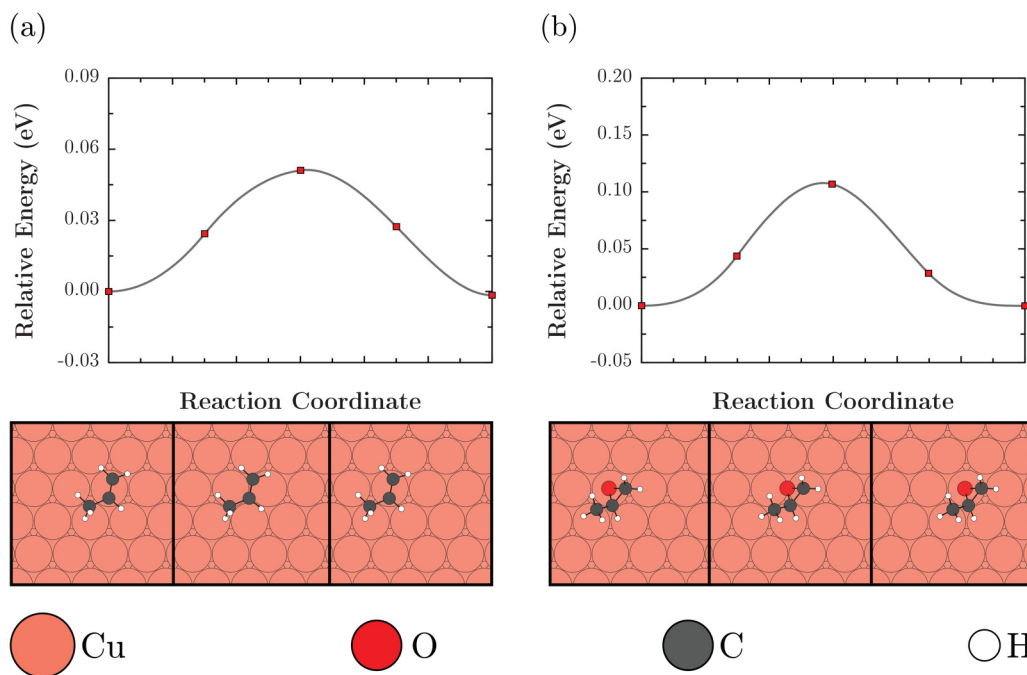 (a)
(b)
0.09
0.06
0.03
0.00
-0.03
Relative Energy (eV)
Reaction Coordinate
0.20
0.15
0.10
0.05
0.00
-0.05
Relative Energy (eV)
Reaction Coordinate
Cu
O
C
H